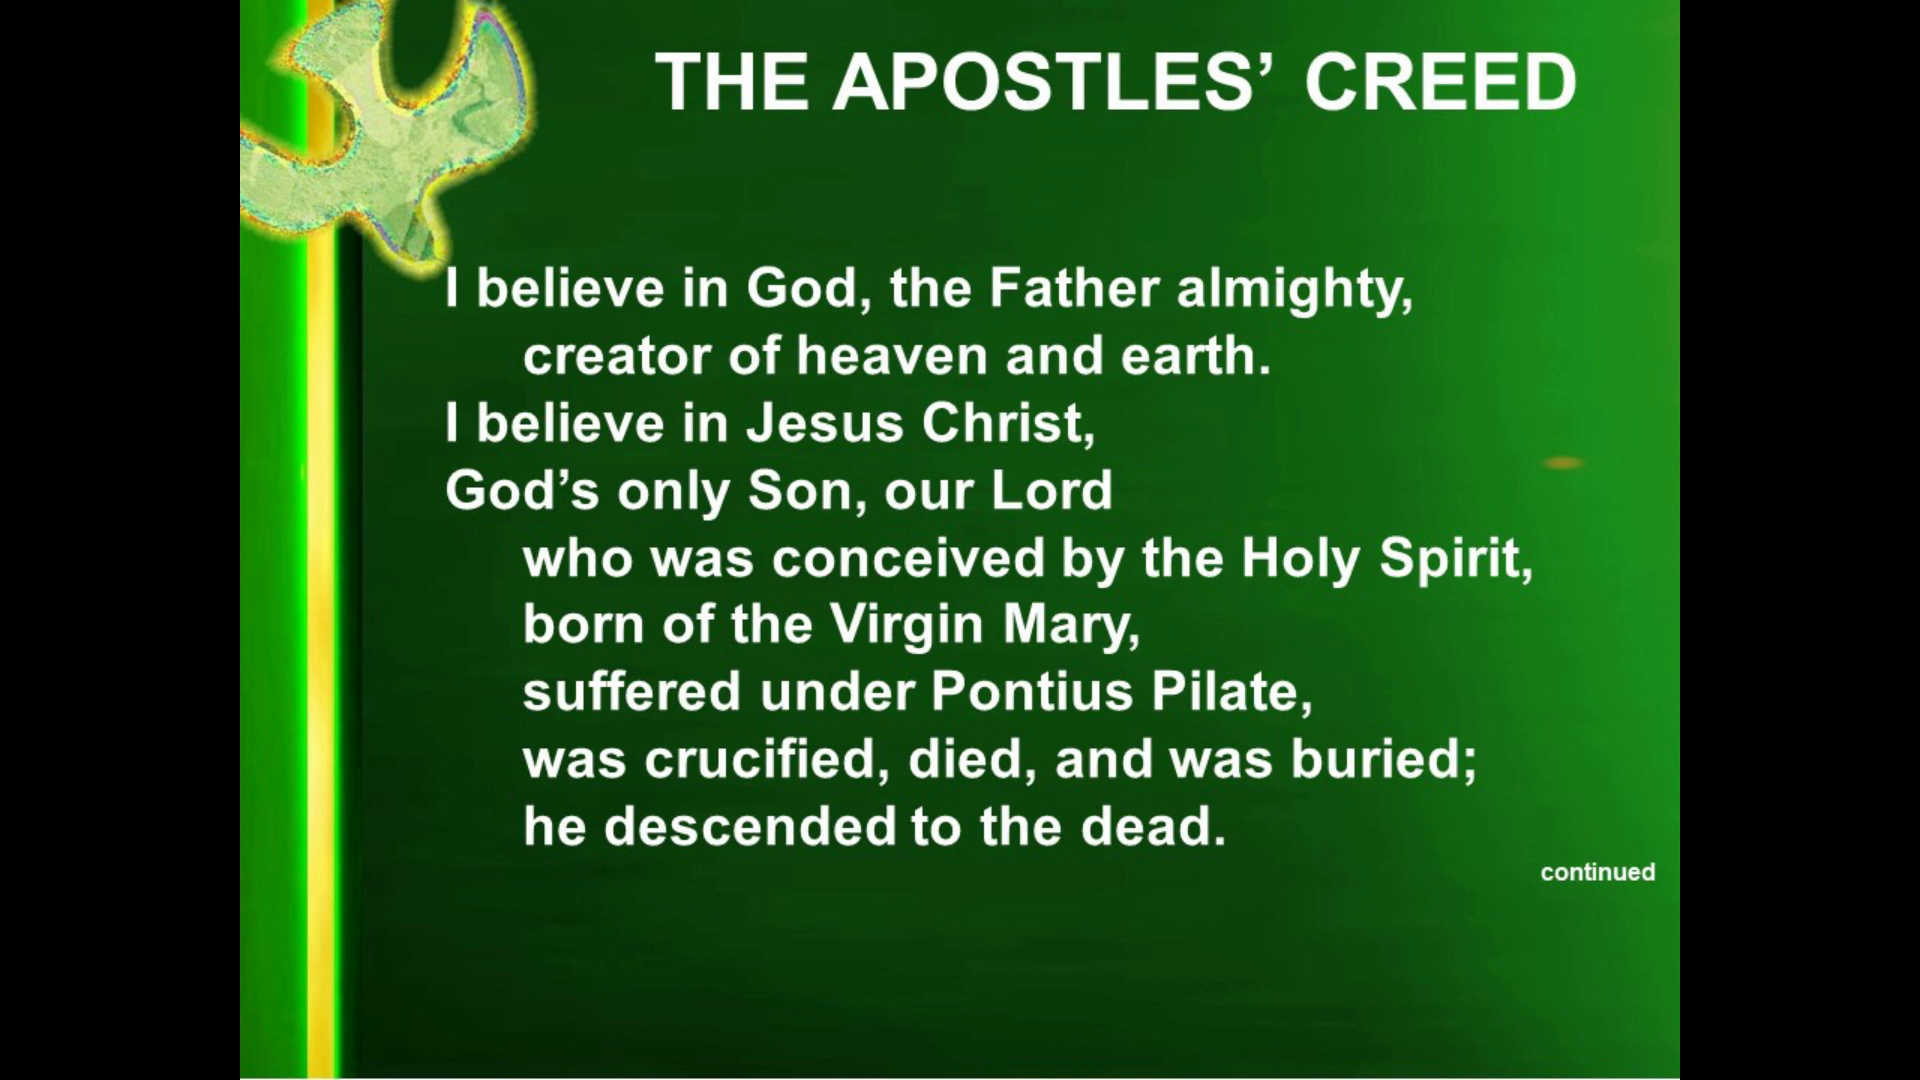 THE APOSTLES’ CREED
I believe in God, the Father almighty,
creator of heaven and earth.
I believe in Jesus Christ,
God’s only Son, our Lord
who was conceived by the Holy Spirit,
born of the Virgin Mary,
suffered under Pontius Pilate,
was crucified, died, and was buried;
he descended to the dead.
continued